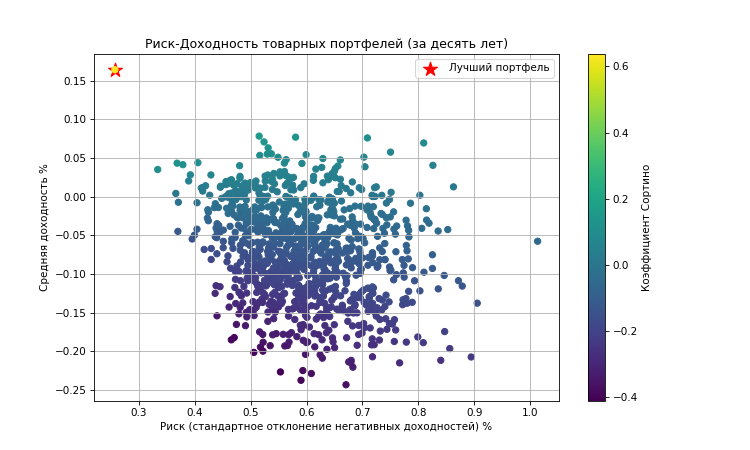 Риск-Доходность товарных портфелей (за десять лет)
Лучший портфель
0.15
0.10
0.05
0.00
−0.05
−0.10
−0.15
−0.20
−0.25
Средняя доходность %
0.3 0.4 0.5 0.6 0.7 0.8 0.9 1.0
Риск (стандартное отклонение негативных доходностей) %
0.6
0.4
0.2
0.0
−0.2
−0.4
Коэффициент Сортино